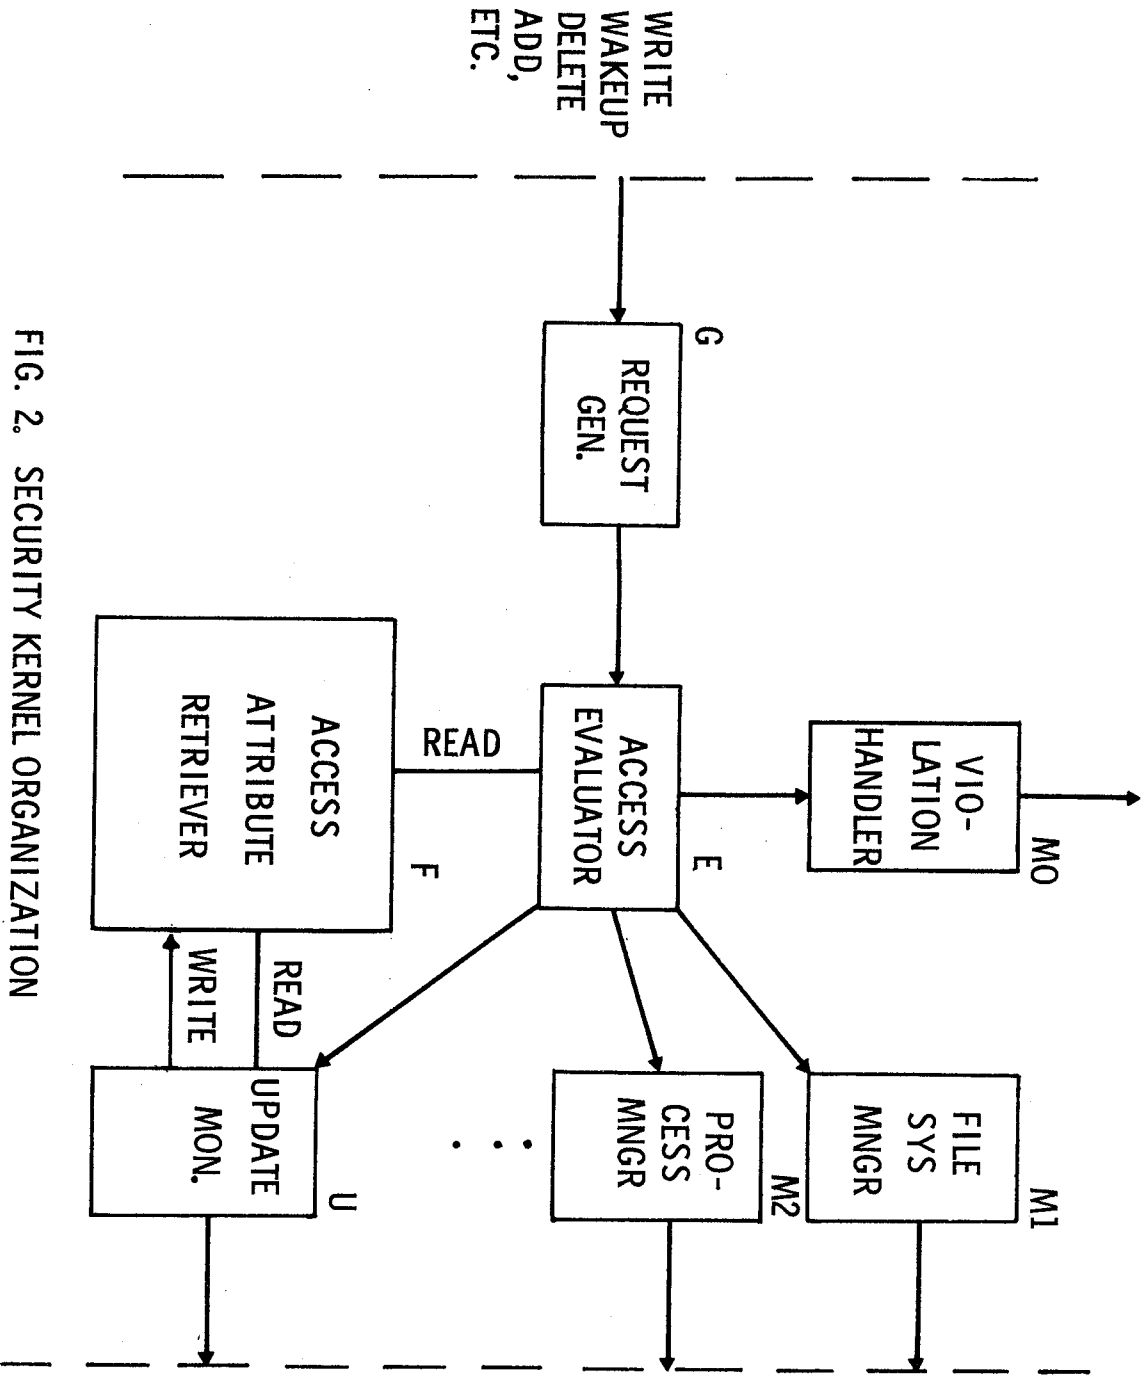 WRITE
WAKEUP
DELETE
ADD,
ETC.
G
REQUEST
GEN.
VIO-
LATION
HANDLER
M0
ACCESS
EVALUATOR
E
READ
ACCESS
ATTRIBUTE
RETRIEVER
F
FILE
SYS
MNGR
M1
PRO-
CESS
MNGR
M2
READ
WRITE
UPDATE
MON.
U
FIG. 2. SECURITY KERNEL ORGANIZATION